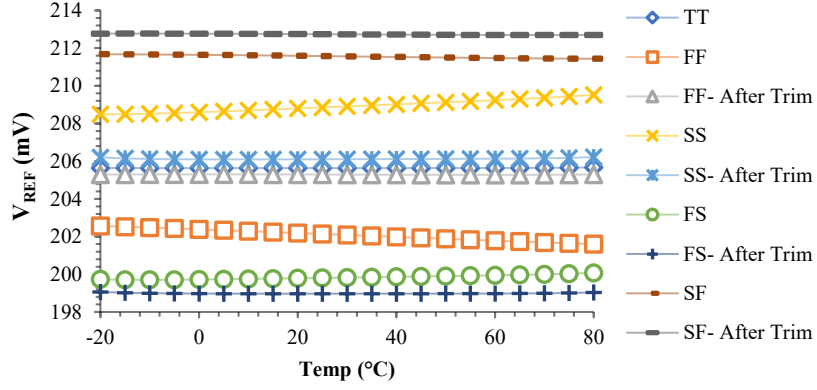 214
212
210
208
206
204
202
200
198
V_REF (mV)
-20
0
20
40
60
80
Temp (°C)
TT
FF
FF- After Trim
SS
SS- After Trim
FS
FS- After Trim
SF
SF- After Trim